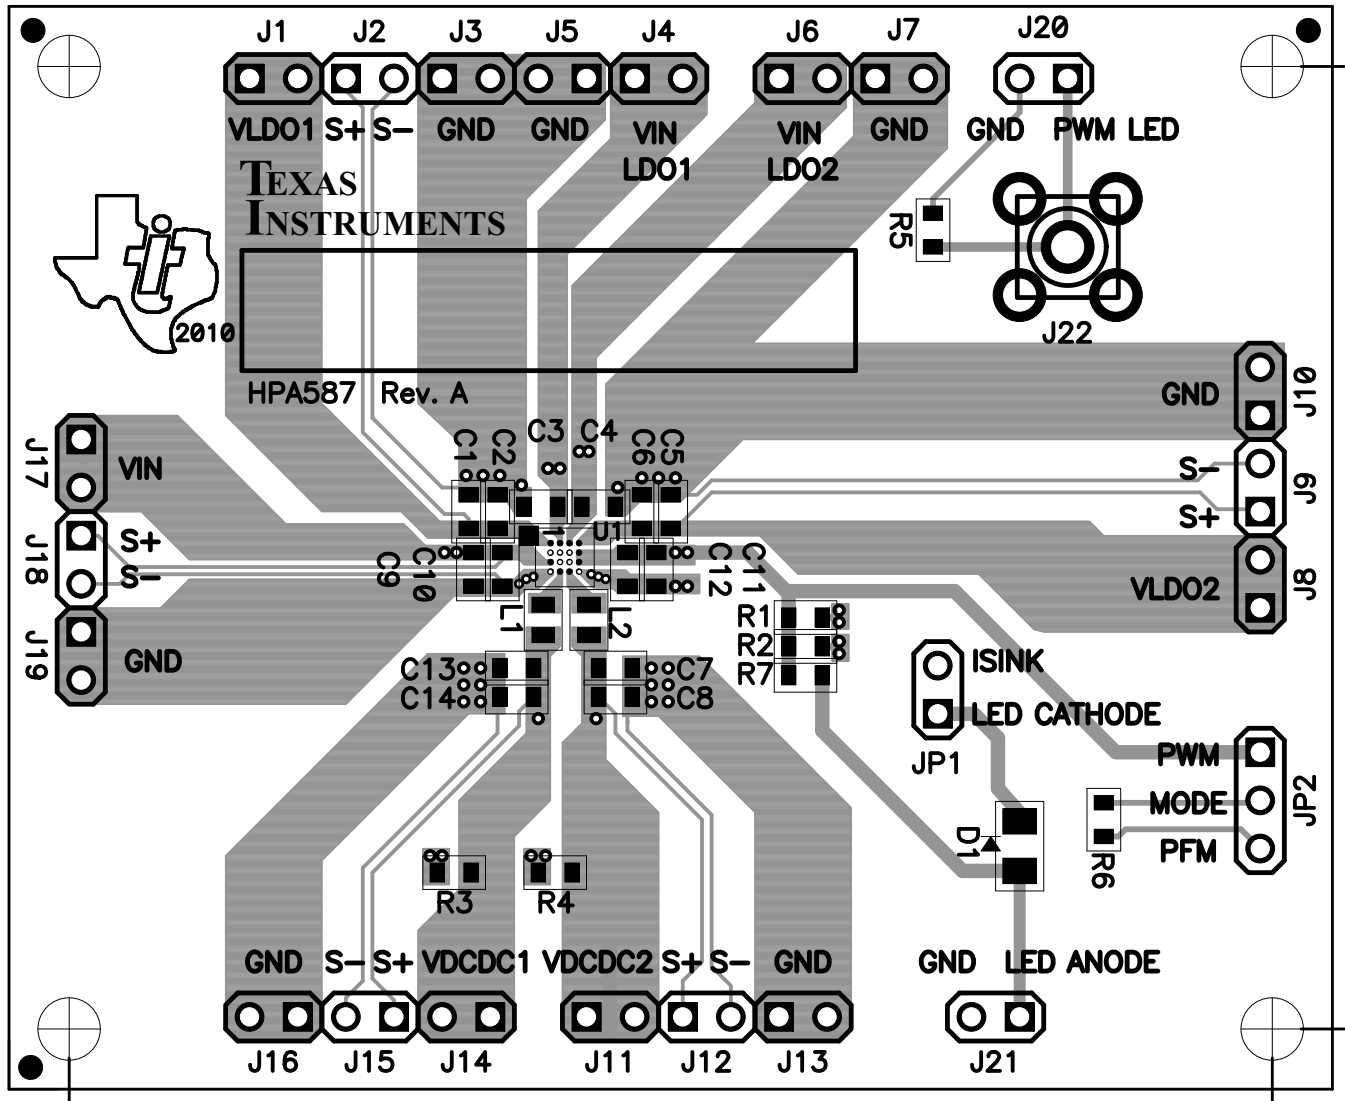 J1 J2 J3 J5 J4 J6 J7 J20
VLDO1 S+ S- GND GND VIN LDO1 VIN LDO2 GND GND PWM LED
TEXAS
INSTRUMENTS
R5
2010
J22
HPA587 Rev. A
GND J10
J17 VIN
C1 C2 C3 C4 C6 C5
S- J9
S+
J18 S+
S-
1 U1
C9 C10 C12 C11
VLDO2 J8
L1 L2
R1
R2
R7
J19 GND
C13 C7
C14 C8
ISINK
LED CATHODE
JP1
PWM
MODE JP2
PFM
D1
R6
R3 R4
GND S- S+ VDCDC1 VDCDC2 S+ S- GND GND LED ANODE
J16 J15 J14 J11 J12 J13 J21